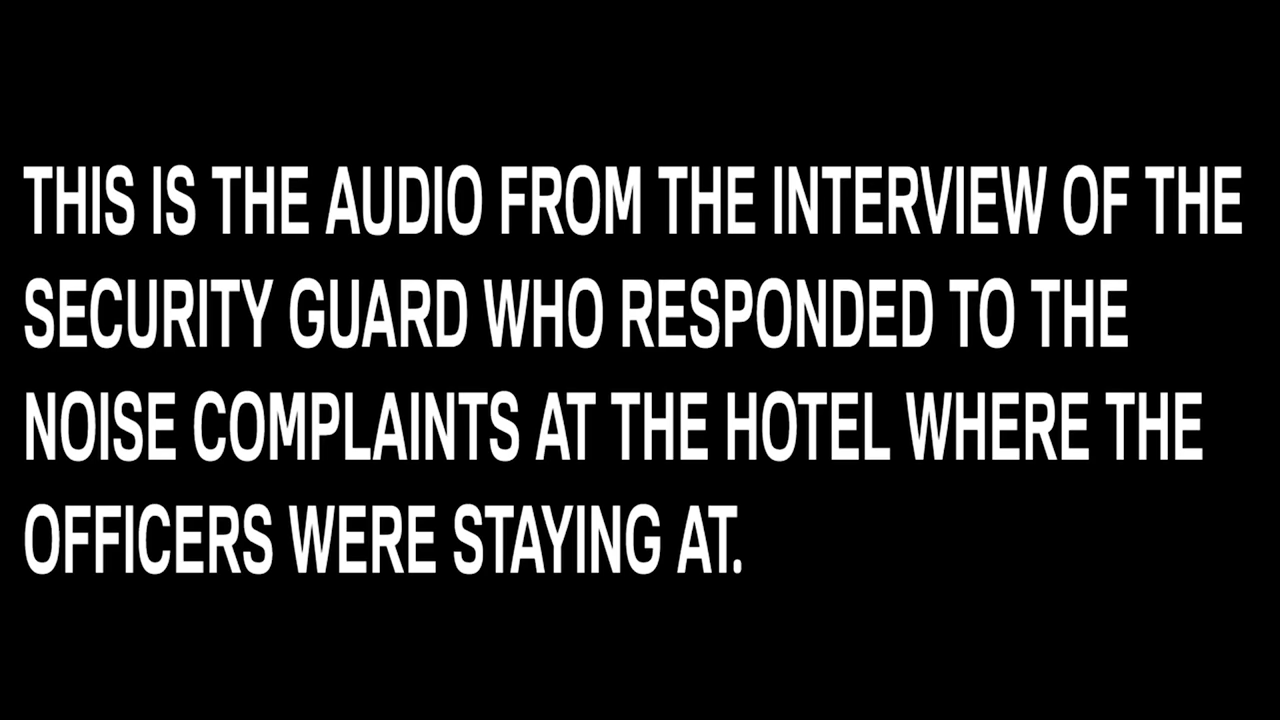 THIS IS THE AUDIO FROM THE INTERVIEW OF THE
SECURITY GUARD WHO RESPONDED TO THE
NOISE COMPLAINTS AT THE HOTEL WHERE THE
OFFICERS WERE STAYING AT.